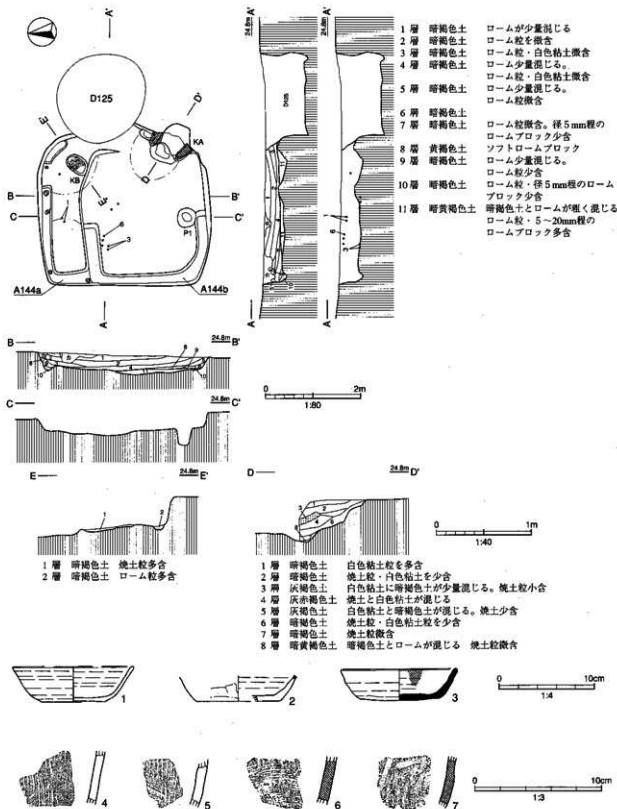 A'
A'
24.8m
24.8m
D125
D125
E'
D'
KA
KB
D
E
B
B'
C
C'
P1
6
3
A144a
A144b
A
A
A
1層 暗褐色土 ロームが少量混じる
2層 暗褐色土 ローム粒を微含
3層 暗褐色土 ローム粒・白色粘土微含
4層 暗褐色土 ローム少量混じる。
ローム粒・白色粘土微含
5層 暗褐色土 ローム少量混じる。
ローム粒微含
6層 暗褐色土
7層 暗褐色土 ローム粒微含。径5mm程の
ロームブロック少含
8層 黄褐色土 ソフトロームブロック
9層 暗褐色土 ローム少量混じる。
ローム粒少含
10層 暗褐色土 ローム粒・径5mm程のローム
ブロック少含
11層 暗黄褐色土 暗褐色土とロームが粗く混じる
ローム粒・5～20mm程の
ロームブロック多含
B 24.8m B'
0 2m
1:80
C 24.8m C'
E 24.8m E'
D 24.8m D'
0 1m
1:40
1層 暗褐色土 焼土粒多含
2層 暗褐色土 ローム粒多含
1層 暗褐色土 白色粘土粒を多含
2層 暗褐色土 焼土粒・白色粘土を少含
3層 灰褐色土 白色粘土に暗褐色土が少量混じる。焼土粒小含
4層 灰赤褐色土 焼土と白色粘土が混じる
5層 灰褐色土 白色粘土と暗褐色土が混じる。焼土少含
6層 暗褐色土 焼土粒・白色粘土粒を少含
7層 暗褐色土 焼土粒微含
8層 暗黄褐色土 暗褐色土とロームが混じる 焼土粒微含
1
2
3
0 10cm
1:4
4
5
6
7
0 10cm
1:3